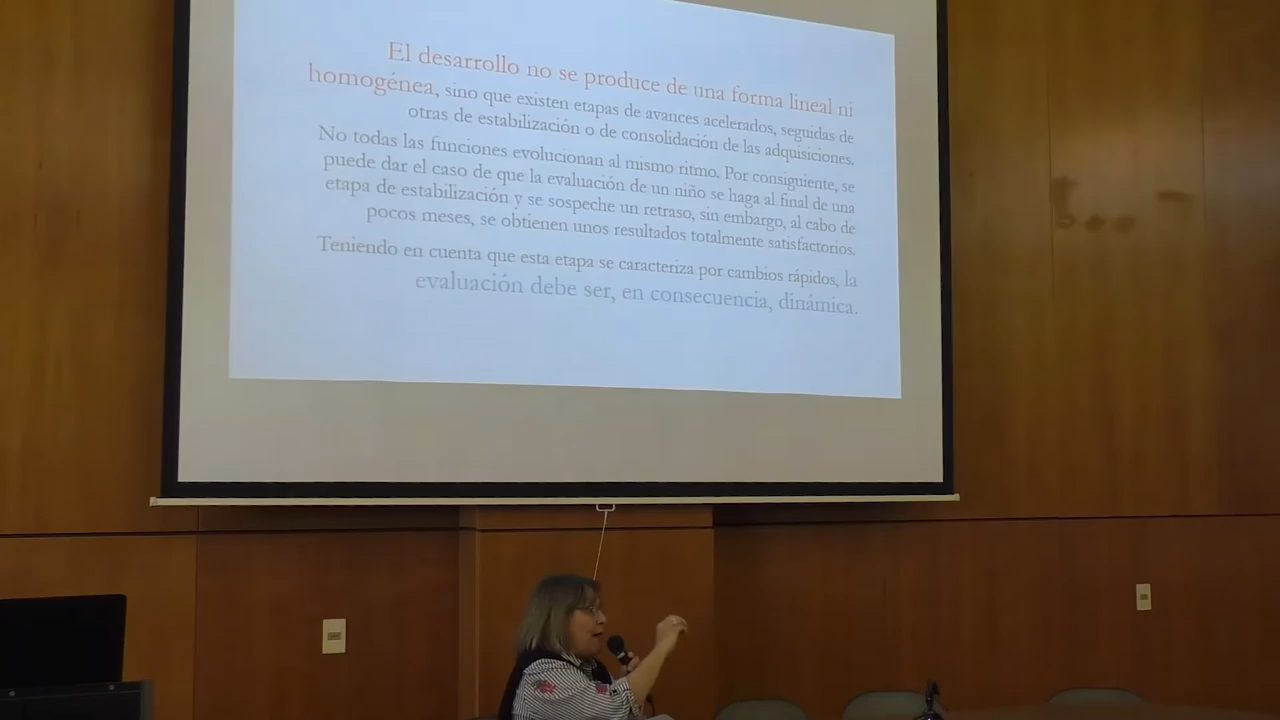 El desarrollo no se produce de una forma lineal ni
homogénea, sino que existen etapas de avances acelerados, seguidas de
otras de estabilización o de consolidación de las adquisiciones.
No todas las funciones evolucionan al mismo ritmo. Por consiguiente, se
puede dar el caso de que la evaluación de un niño se haga al final de una
etapa de estabilización y se sospeche un retraso, sin embargo, al cabo de
pocos meses, se obtienen unos resultados totalmente satisfactorios.
Teniendo en cuenta que esta etapa se caracteriza por cambios rápidos, la
evaluación debe ser, en consecuencia, dinámica.